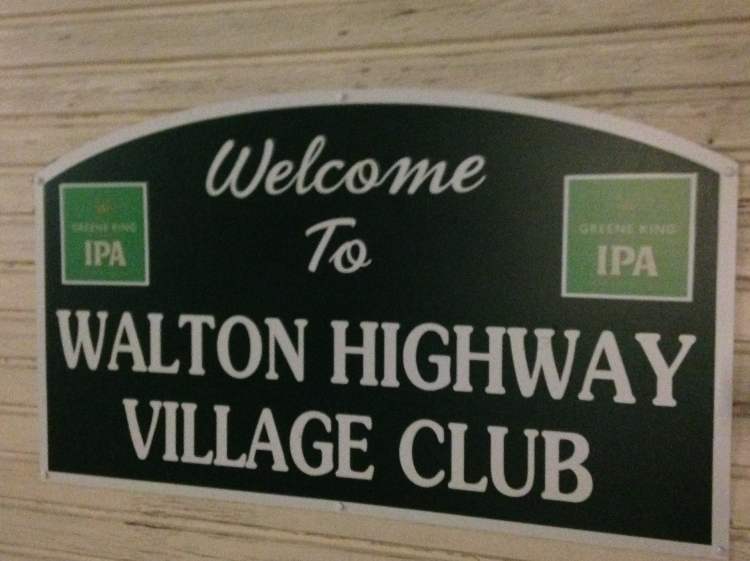 Welcome
To
GREENE KING
IPA
GREENE KING
IPA
WALTON HIGHWAY
VILLAGE CLUB